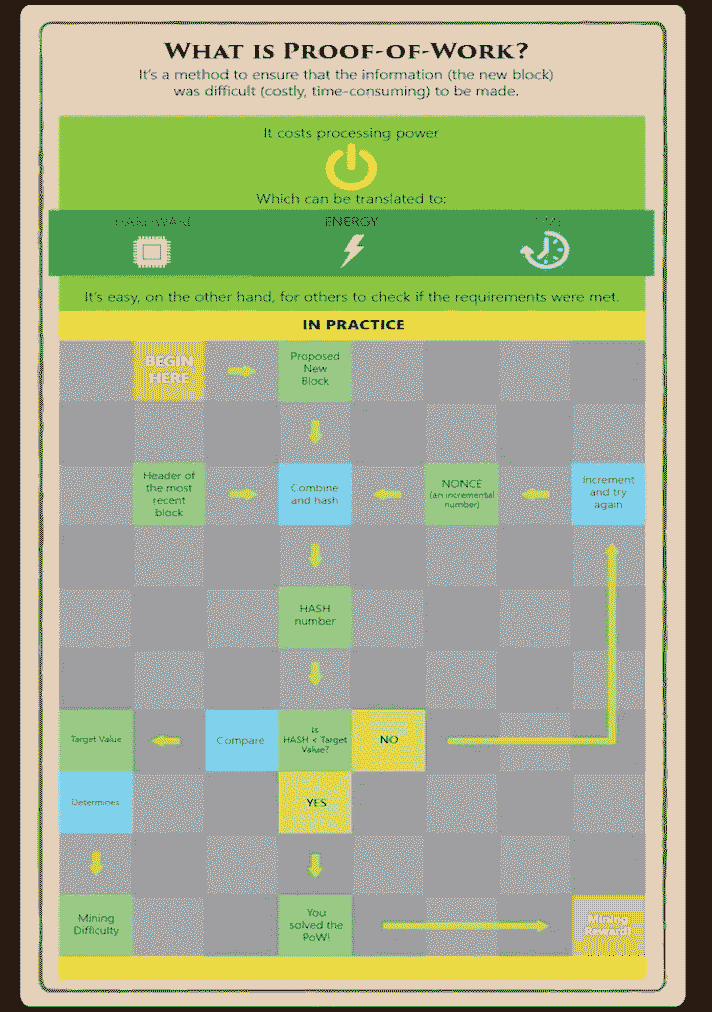 WHAT IS PROOF-OF-WORK?
It's a method to ensure that the information (the new block)
was difficult (costly, time-consuming) to be made.
It costs processing power
Which can be translated to:
HARDWARE ENERGY
It's easy, on the other hand, for others to check if the requirements were met.
IN PRACTICE
BEGIN
HERE
Proposed
New
Block
Header of
the most
recent
block
Combine
and hash
NONCE
(an incremental
number)
Increment
and try
again
HASH
number
Target Value
Compare
Is
HASH < Target
Value?
NO
Determines
YES
Mining
Difficulty
You
solved the
PoW!
Mining
Reward!